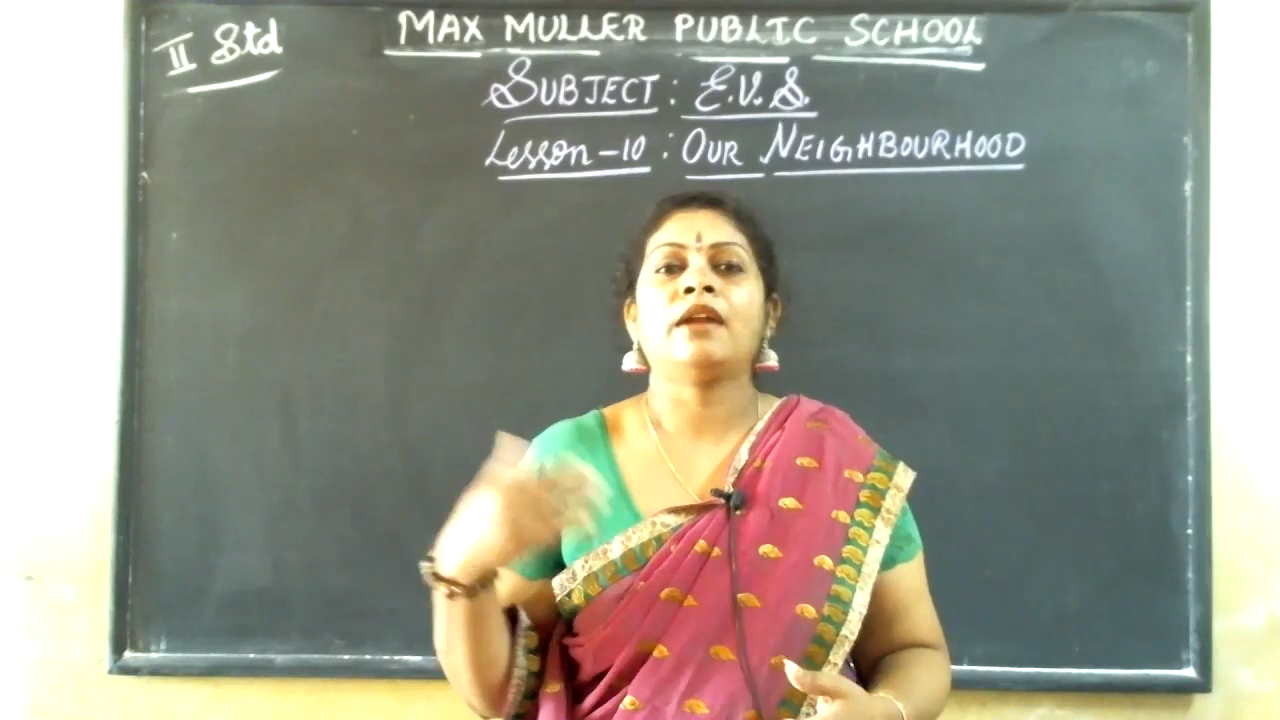 II Std
MAX MULLER PUBLIC SCHOOL
SUBJECT : E.V.S.
Lesson-10 : OUR NEIGHBOURHOOD